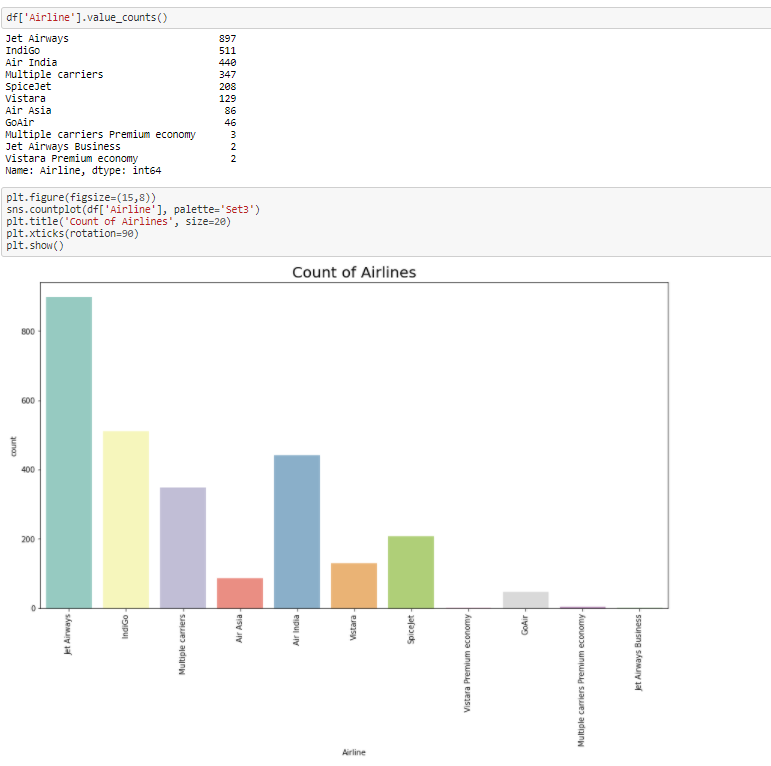 df['Airline'].value_counts()
Jet Airways 897
IndiGo 511
Air India 440
Multiple carriers 347
SpiceJet 208
Vistara 129
Air Asia 86
GoAir 46
Multiple carriers Premium economy 3
Jet Airways Business 2
Vistara Premium economy 2
Name: Airline, dtype: int64
plt.figure(figsize=(15,8))
sns.countplot(df['Airline'], palette='Set3')
plt.title('Count of Airlines', size=20)
plt.xticks(rotation=90)
plt.show()
Count of Airlines
800
600
400
200
0
count
Jet Airways
IndiGo
Multiple carriers
Air Asia
Air India
Vistara
SpiceJet
Vistara Premium economy
GoAir
Multiple carriers Premium economy
Jet Airways Business
Airline